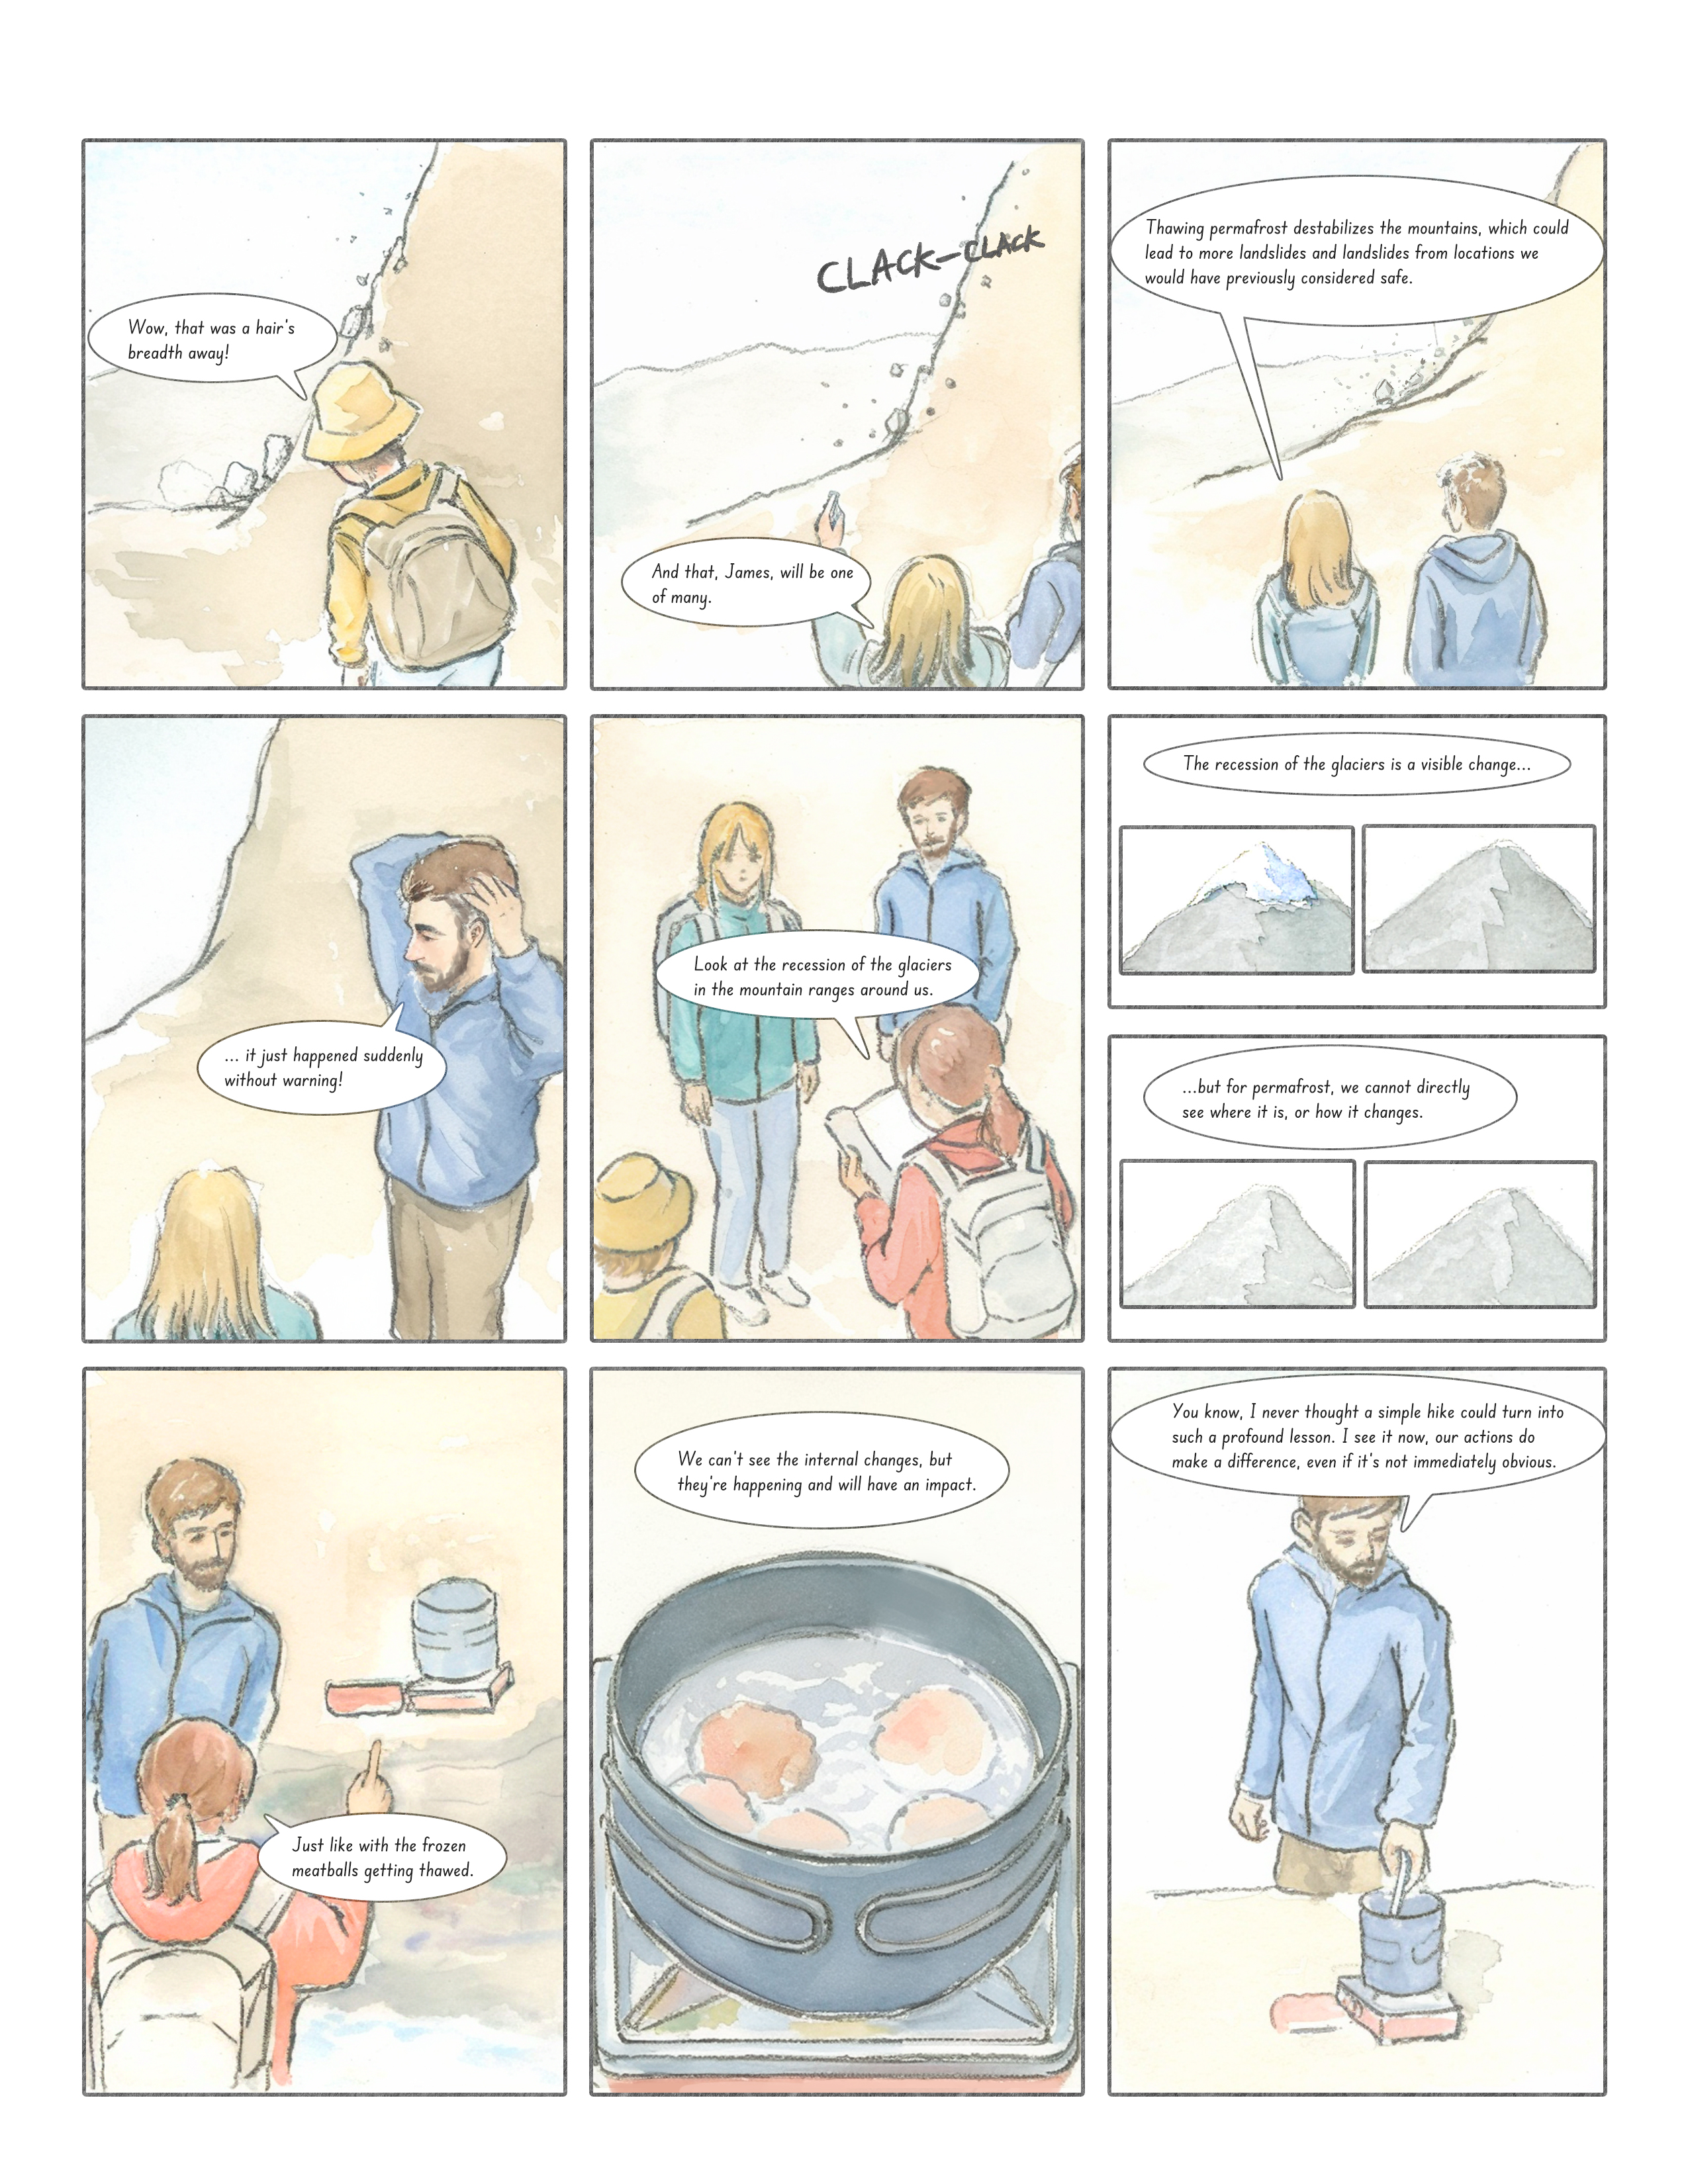 Wow, that was a hair's
breadth away!
CLACK-CLACK
And that, James, will be one
of many.
Thawing permafrost destabilizes the mountains, which could
lead to more landslides and landslides from locations we
would have previously considered safe.
... it just happened suddenly
without warning!
Look at the recession of the glaciers
in the mountain ranges around us.
The recession of the glaciers is a visible change...
...but for permafrost, we cannot directly
see where it is, or how it changes.
Just like with the frozen
meatballs getting thawed.
We can't see the internal changes, but
they're happening and will have an impact.
You know, I never thought a simple hike could turn into
such a profound lesson. I see it now, our actions do
make a difference, even if it's not immediately obvious.